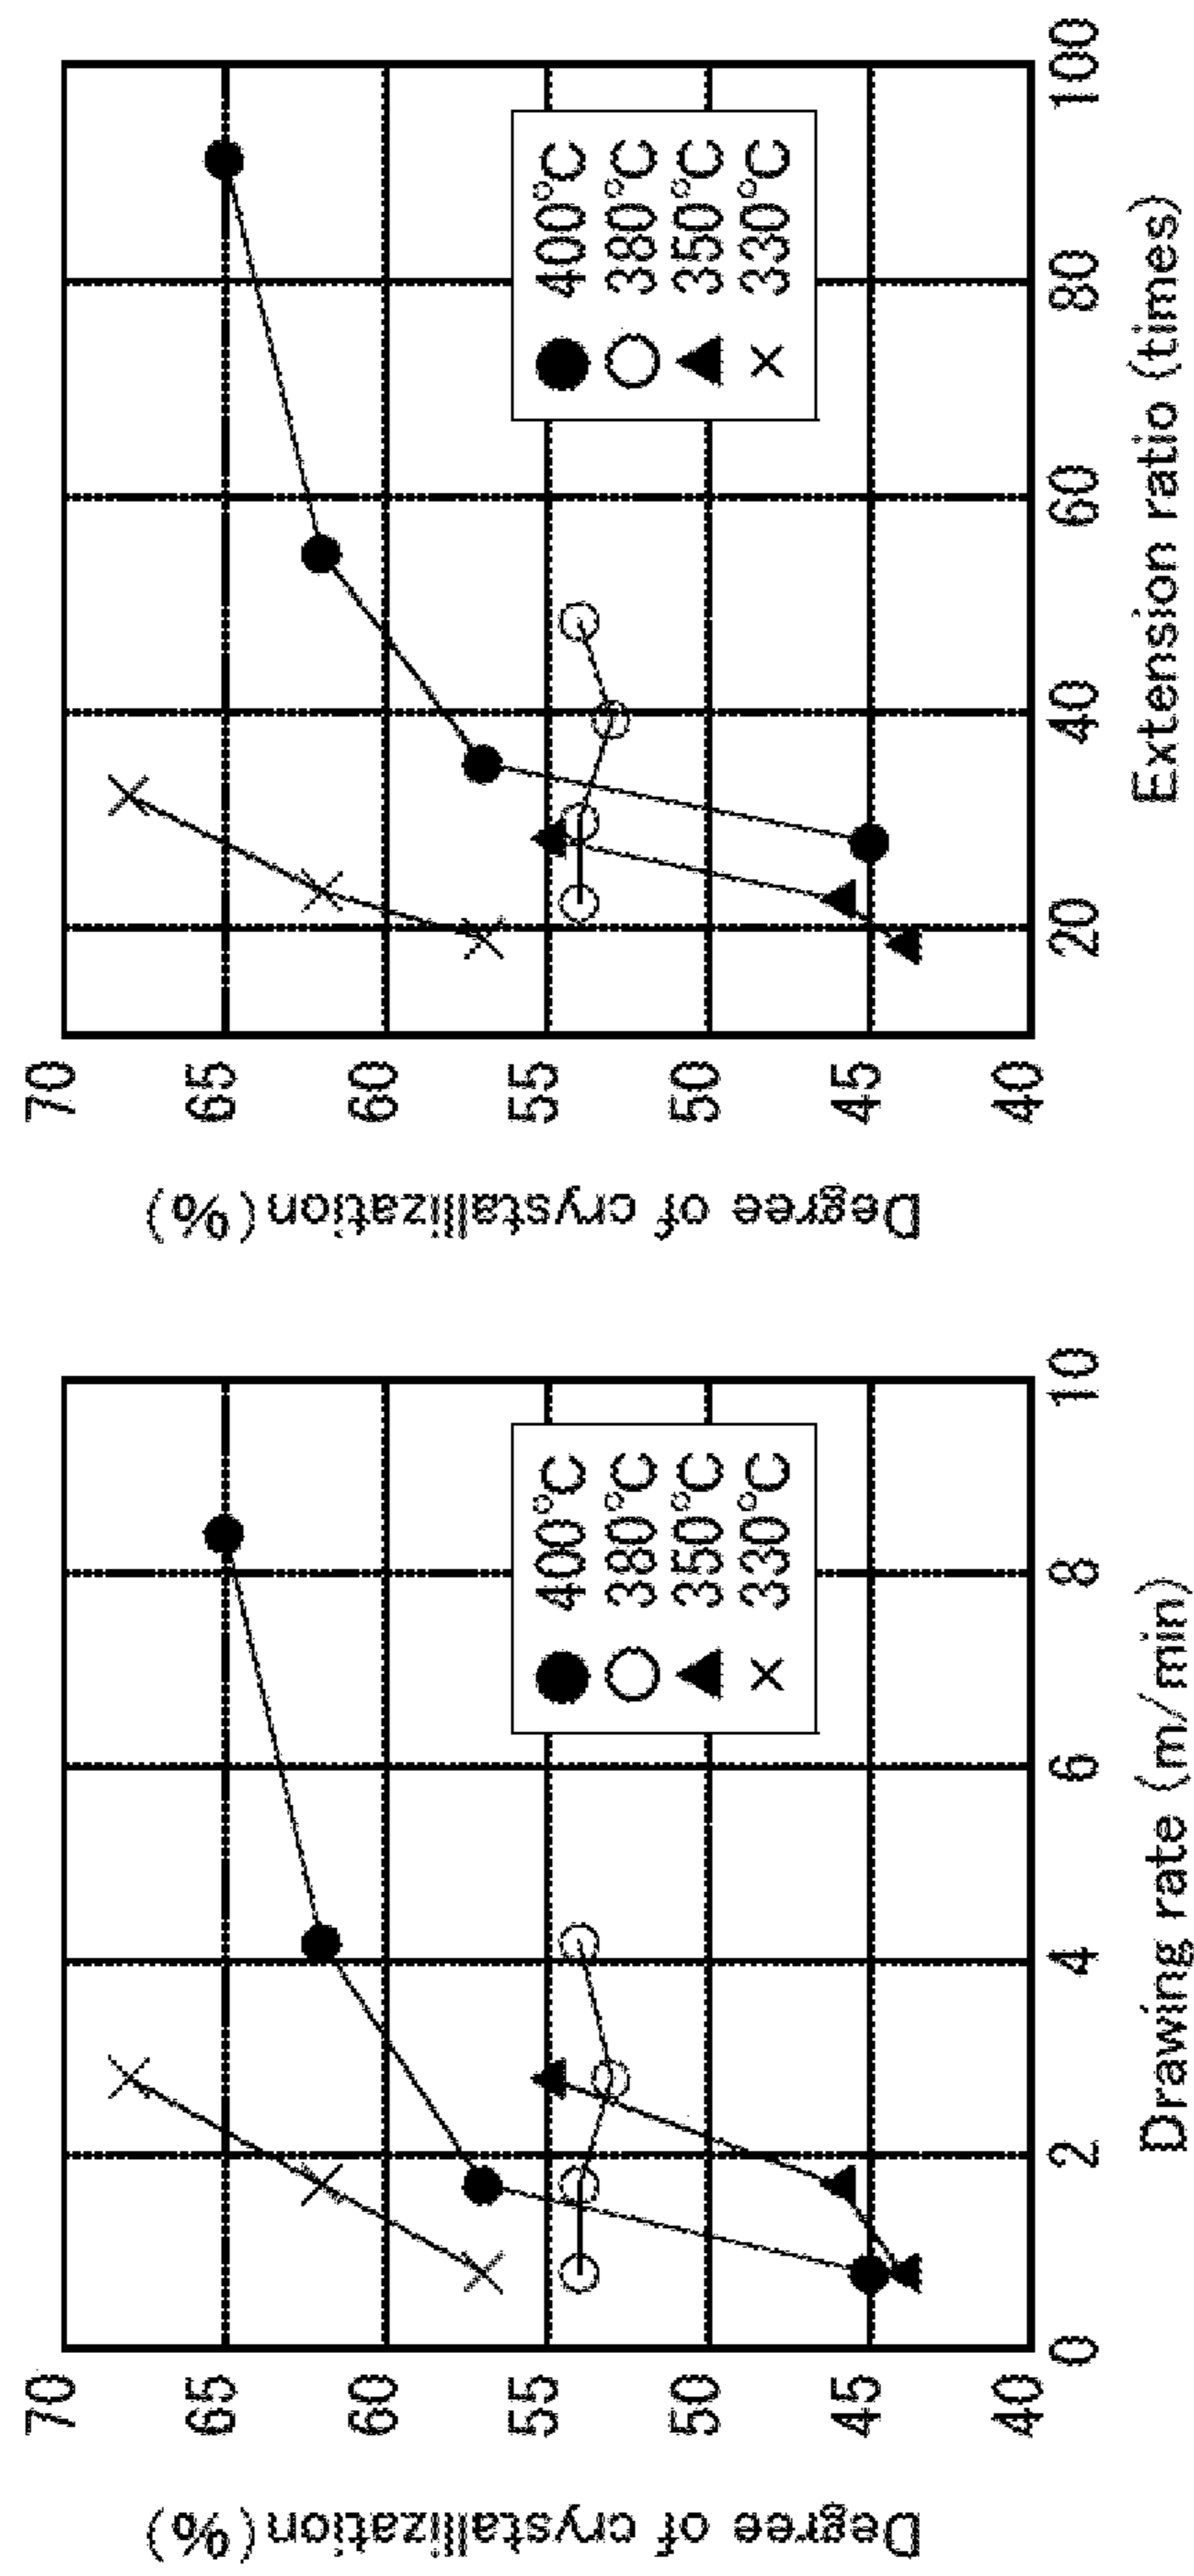 Degree of crystallization (%)
70
65
60
55
50
45
40
0
2
4
6
8
10
Drawing rate (m/min)
400°C
380°C
350°C
330°C
Degree of crystallization (%)
70
65
60
55
50
45
40
20
40
60
80
100
Extension ratio (times)
400°C
380°C
350°C
330°C